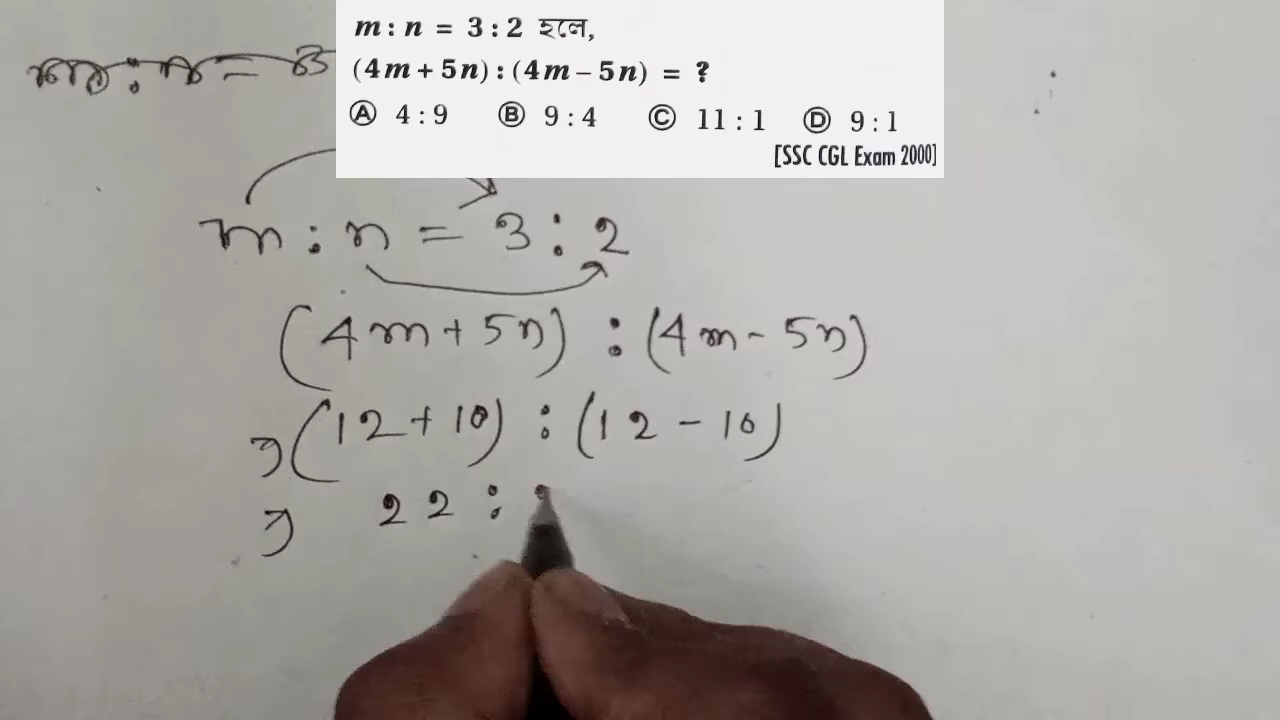 m : n = 3 : 2 হলে,
(4m + 5n) : (4m – 5n) = ?
Ⓐ 4 : 9 Ⓑ 9 : 4 Ⓒ 11 : 1 Ⓓ 9 : 1
[SSC CGL Exam 2000]
m : n = 3 : 2
(4m + 5n) : (4m - 5n)
(12 + 10) : (12 - 10)
22 :